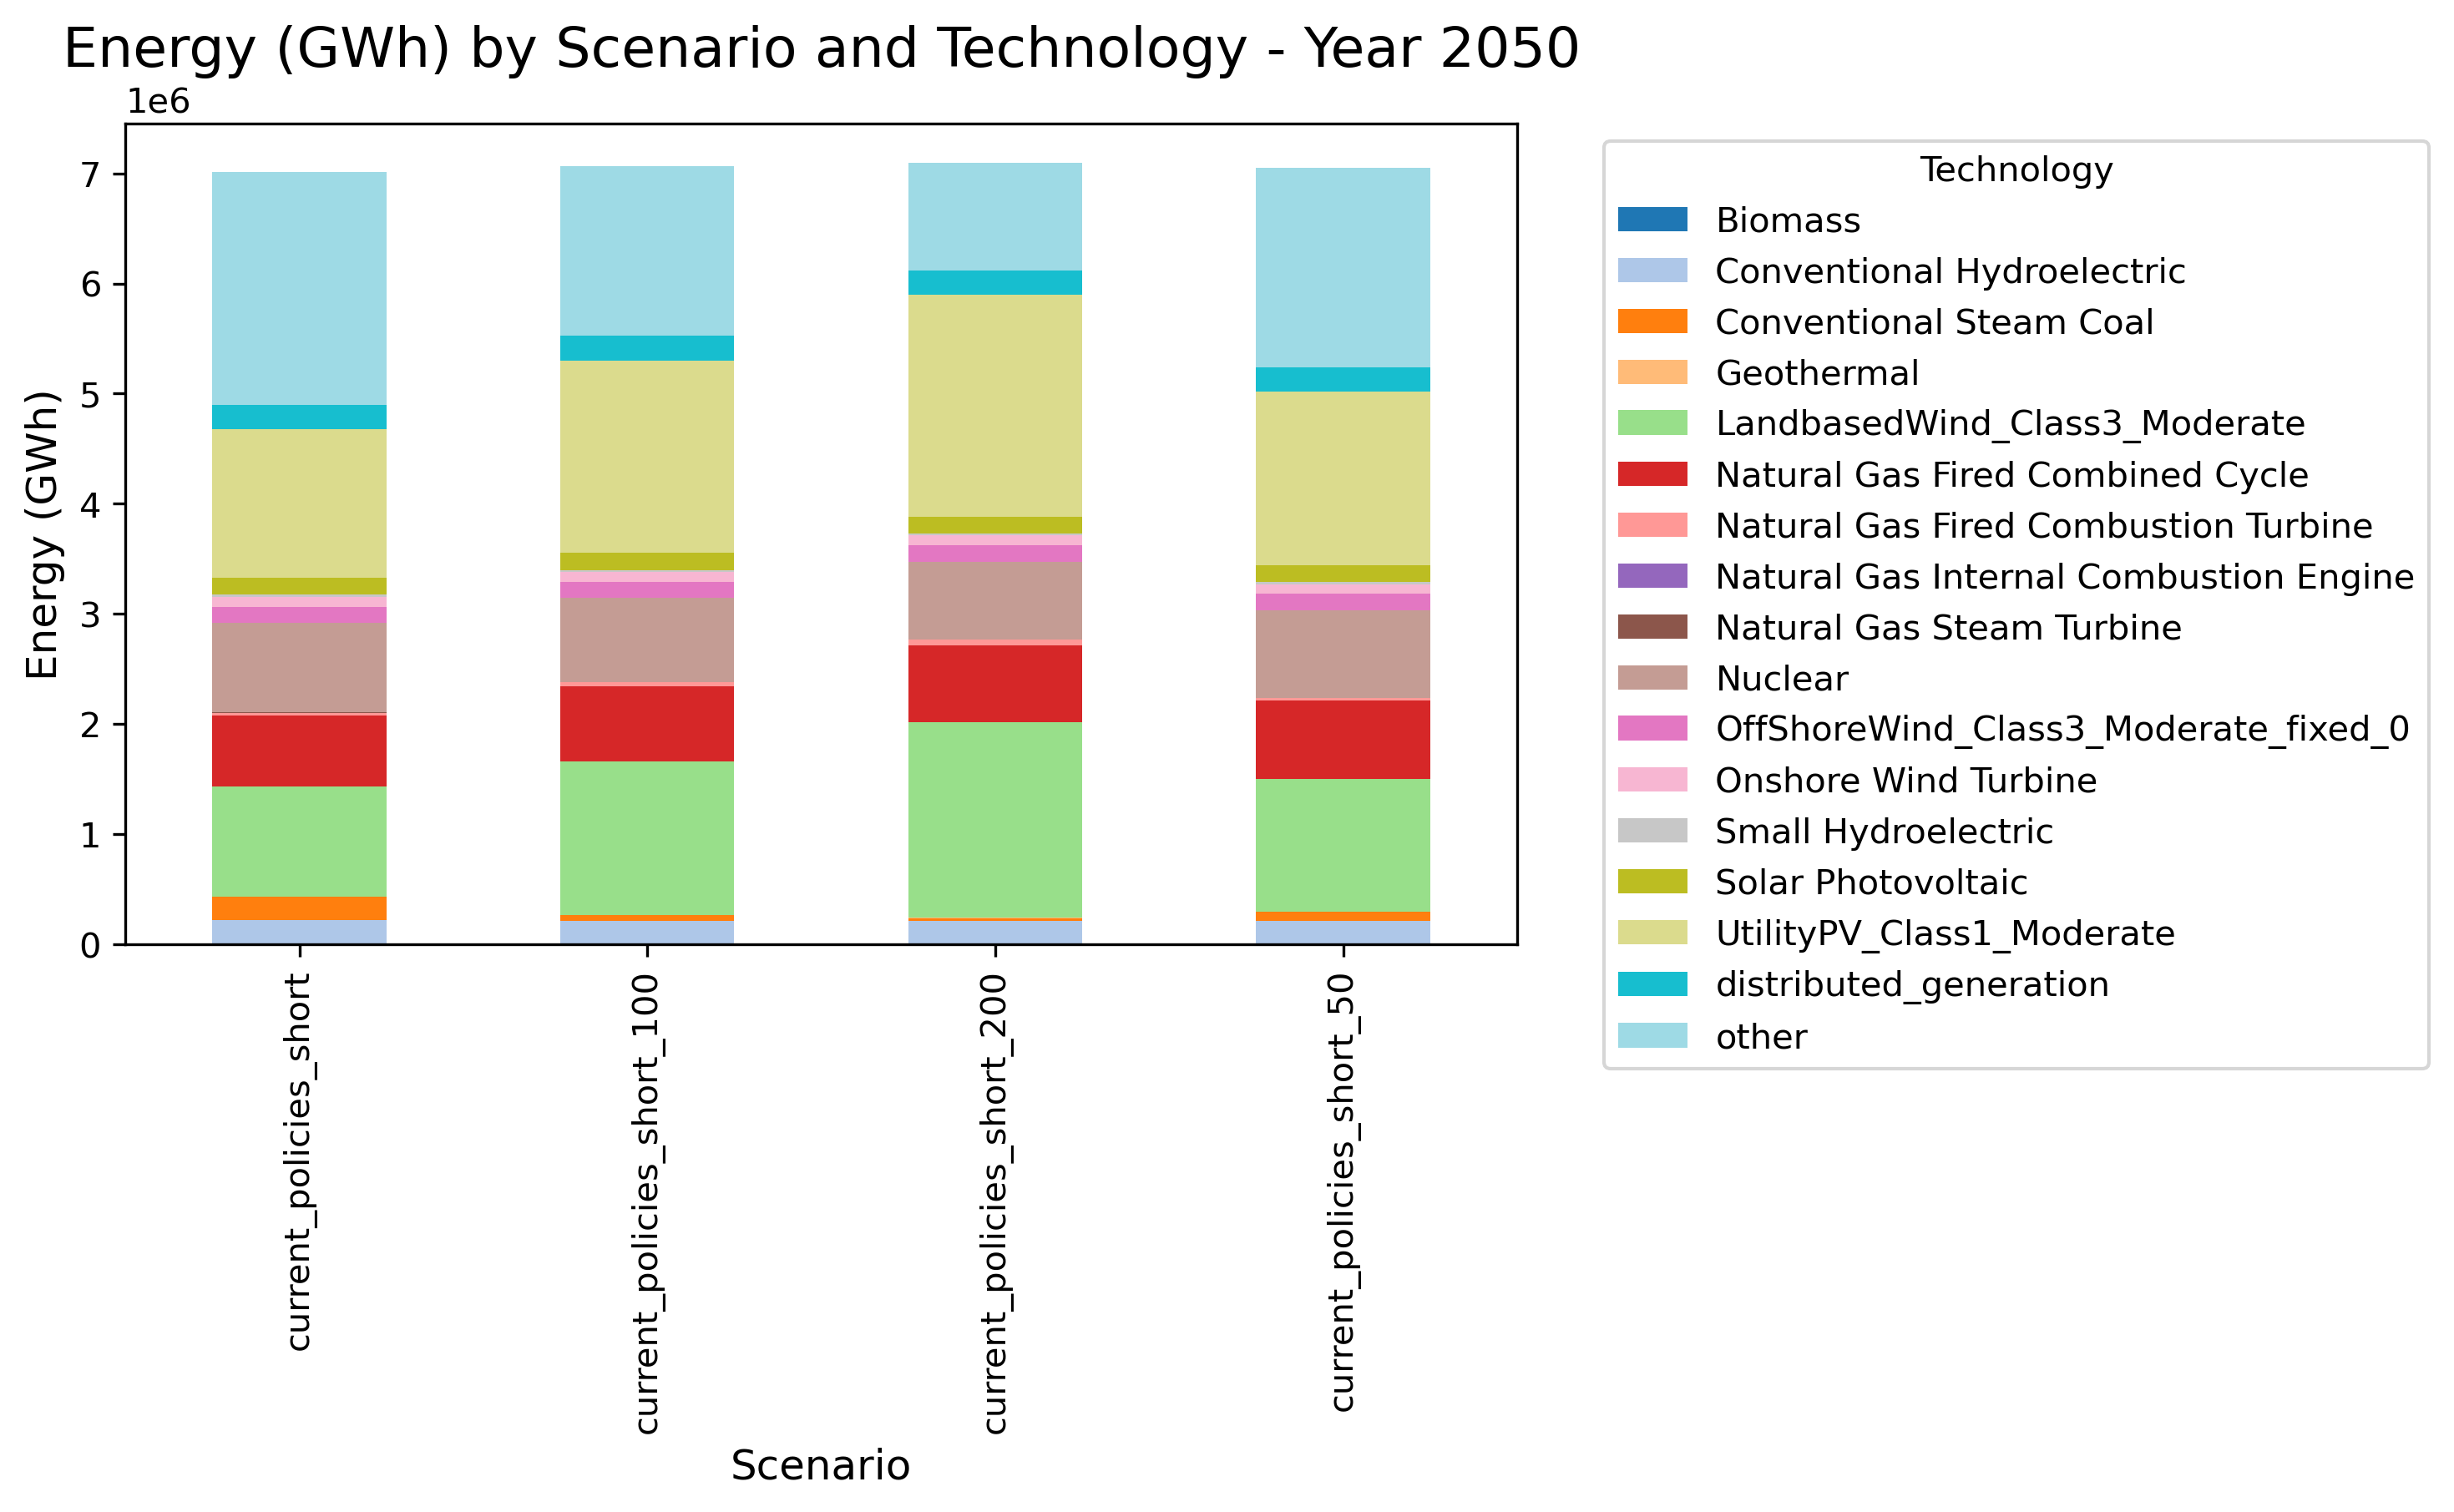 Energy (GWh) by Scenario and Technology - Year 2050
1e6
7
6
5
4
3
2
1
0
Energy (GWh)
current_policies_short
current_policies_short_100
current_policies_short_200
current_policies_short_50
Scenario
Technology
Biomass
Conventional Hydroelectric
Conventional Steam Coal
Geothermal
LandbasedWind_Class3_Moderate
Natural Gas Fired Combined Cycle
Natural Gas Fired Combustion Turbine
Natural Gas Internal Combustion Engine
Natural Gas Steam Turbine
Nuclear
OffShoreWind_Class3_Moderate_fixed_0
Onshore Wind Turbine
Small Hydroelectric
Solar Photovoltaic
UtilityPV_Class1_Moderate
distributed_generation
other